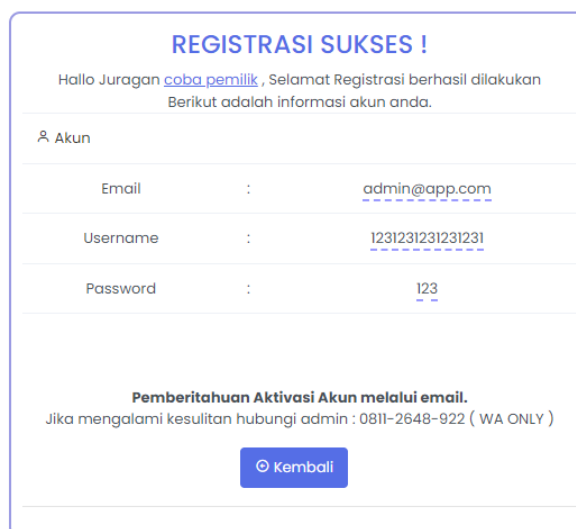 REGISTRASI SUKSES !
Hallo Juragan coba pemilik , Selamat Registrasi berhasil dilakukan
Berikut adalah informasi akun anda.
Akun
Email : admin@app.com
Username : 1231231231231231
Password : 123
Pemberitahuan Aktivasi Akun melalui email.
Jika mengalami kesulitan hubungi admin : 0811-2648-922 ( WA ONLY )
Kembali